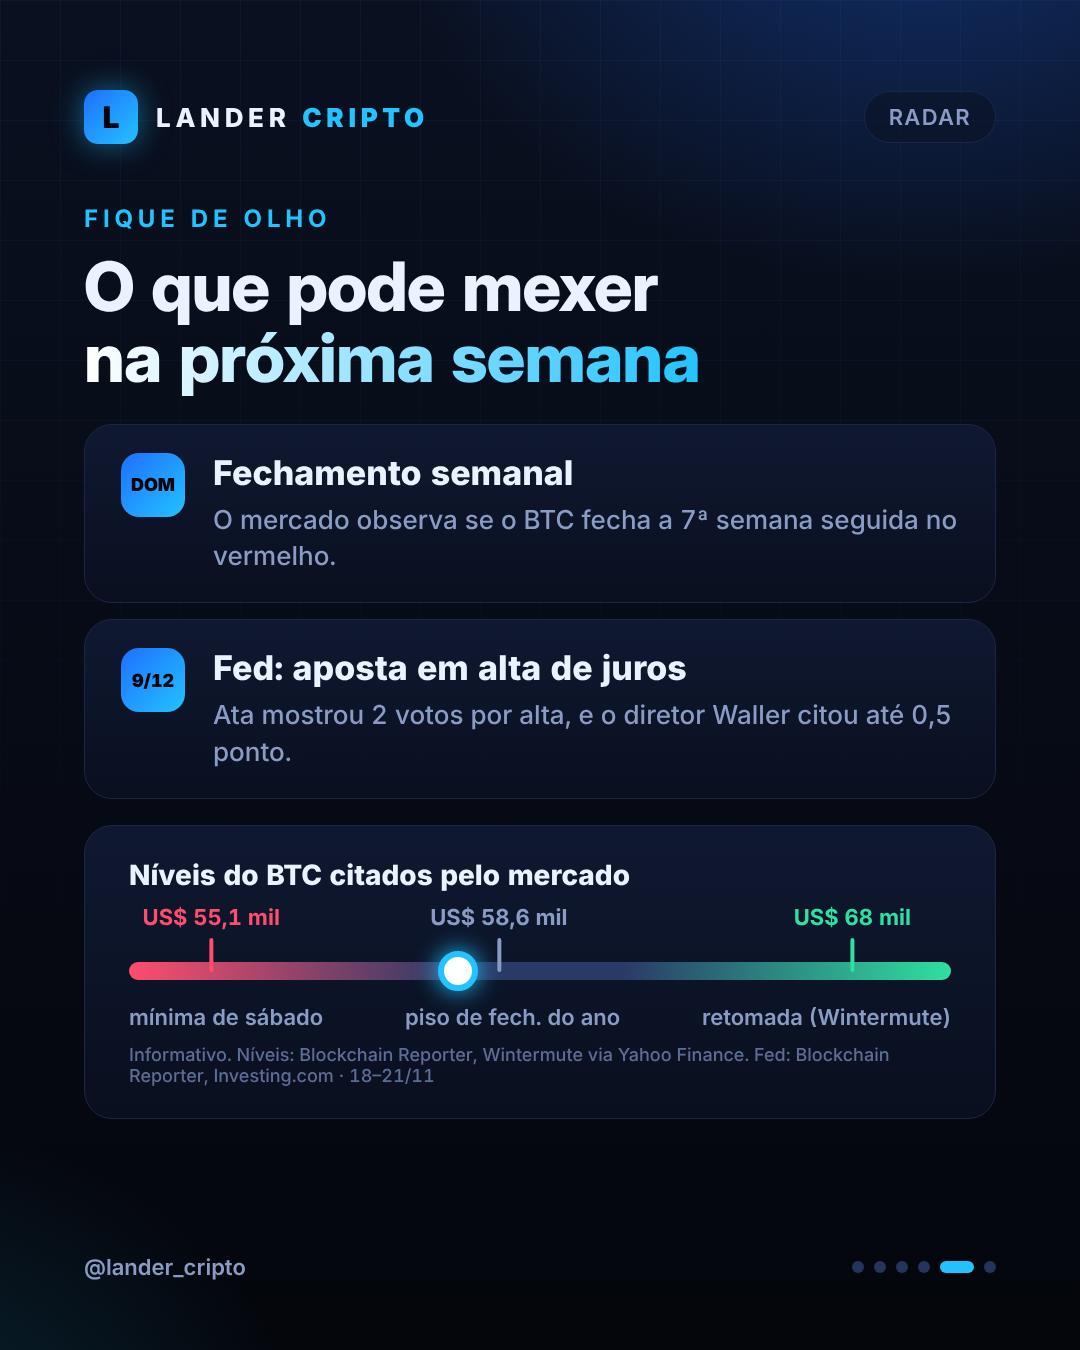 L
LANDER CRIPTO
RADAR
FIQUE DE OLHO
O que pode mexer
na próxima semana
DOM
Fechamento semanal
O mercado observa se o BTC fecha a 7ª semana seguida no
vermelho.
9/12
Fed: aposta em alta de juros
Ata mostrou 2 votos por alta, e o diretor Waller citou até 0,5
ponto.
Níveis do BTC citados pelo mercado
US$ 55,1 mil
US$ 58,6 mil
US$ 68 mil
mínima de sábado
piso de fech. do ano
retomada (Wintermute)
Informativo. Níveis: Blockchain Reporter, Wintermute via Yahoo Finance. Fed: Blockchain
Reporter, Investing.com · 18–21/11
@lander_cripto